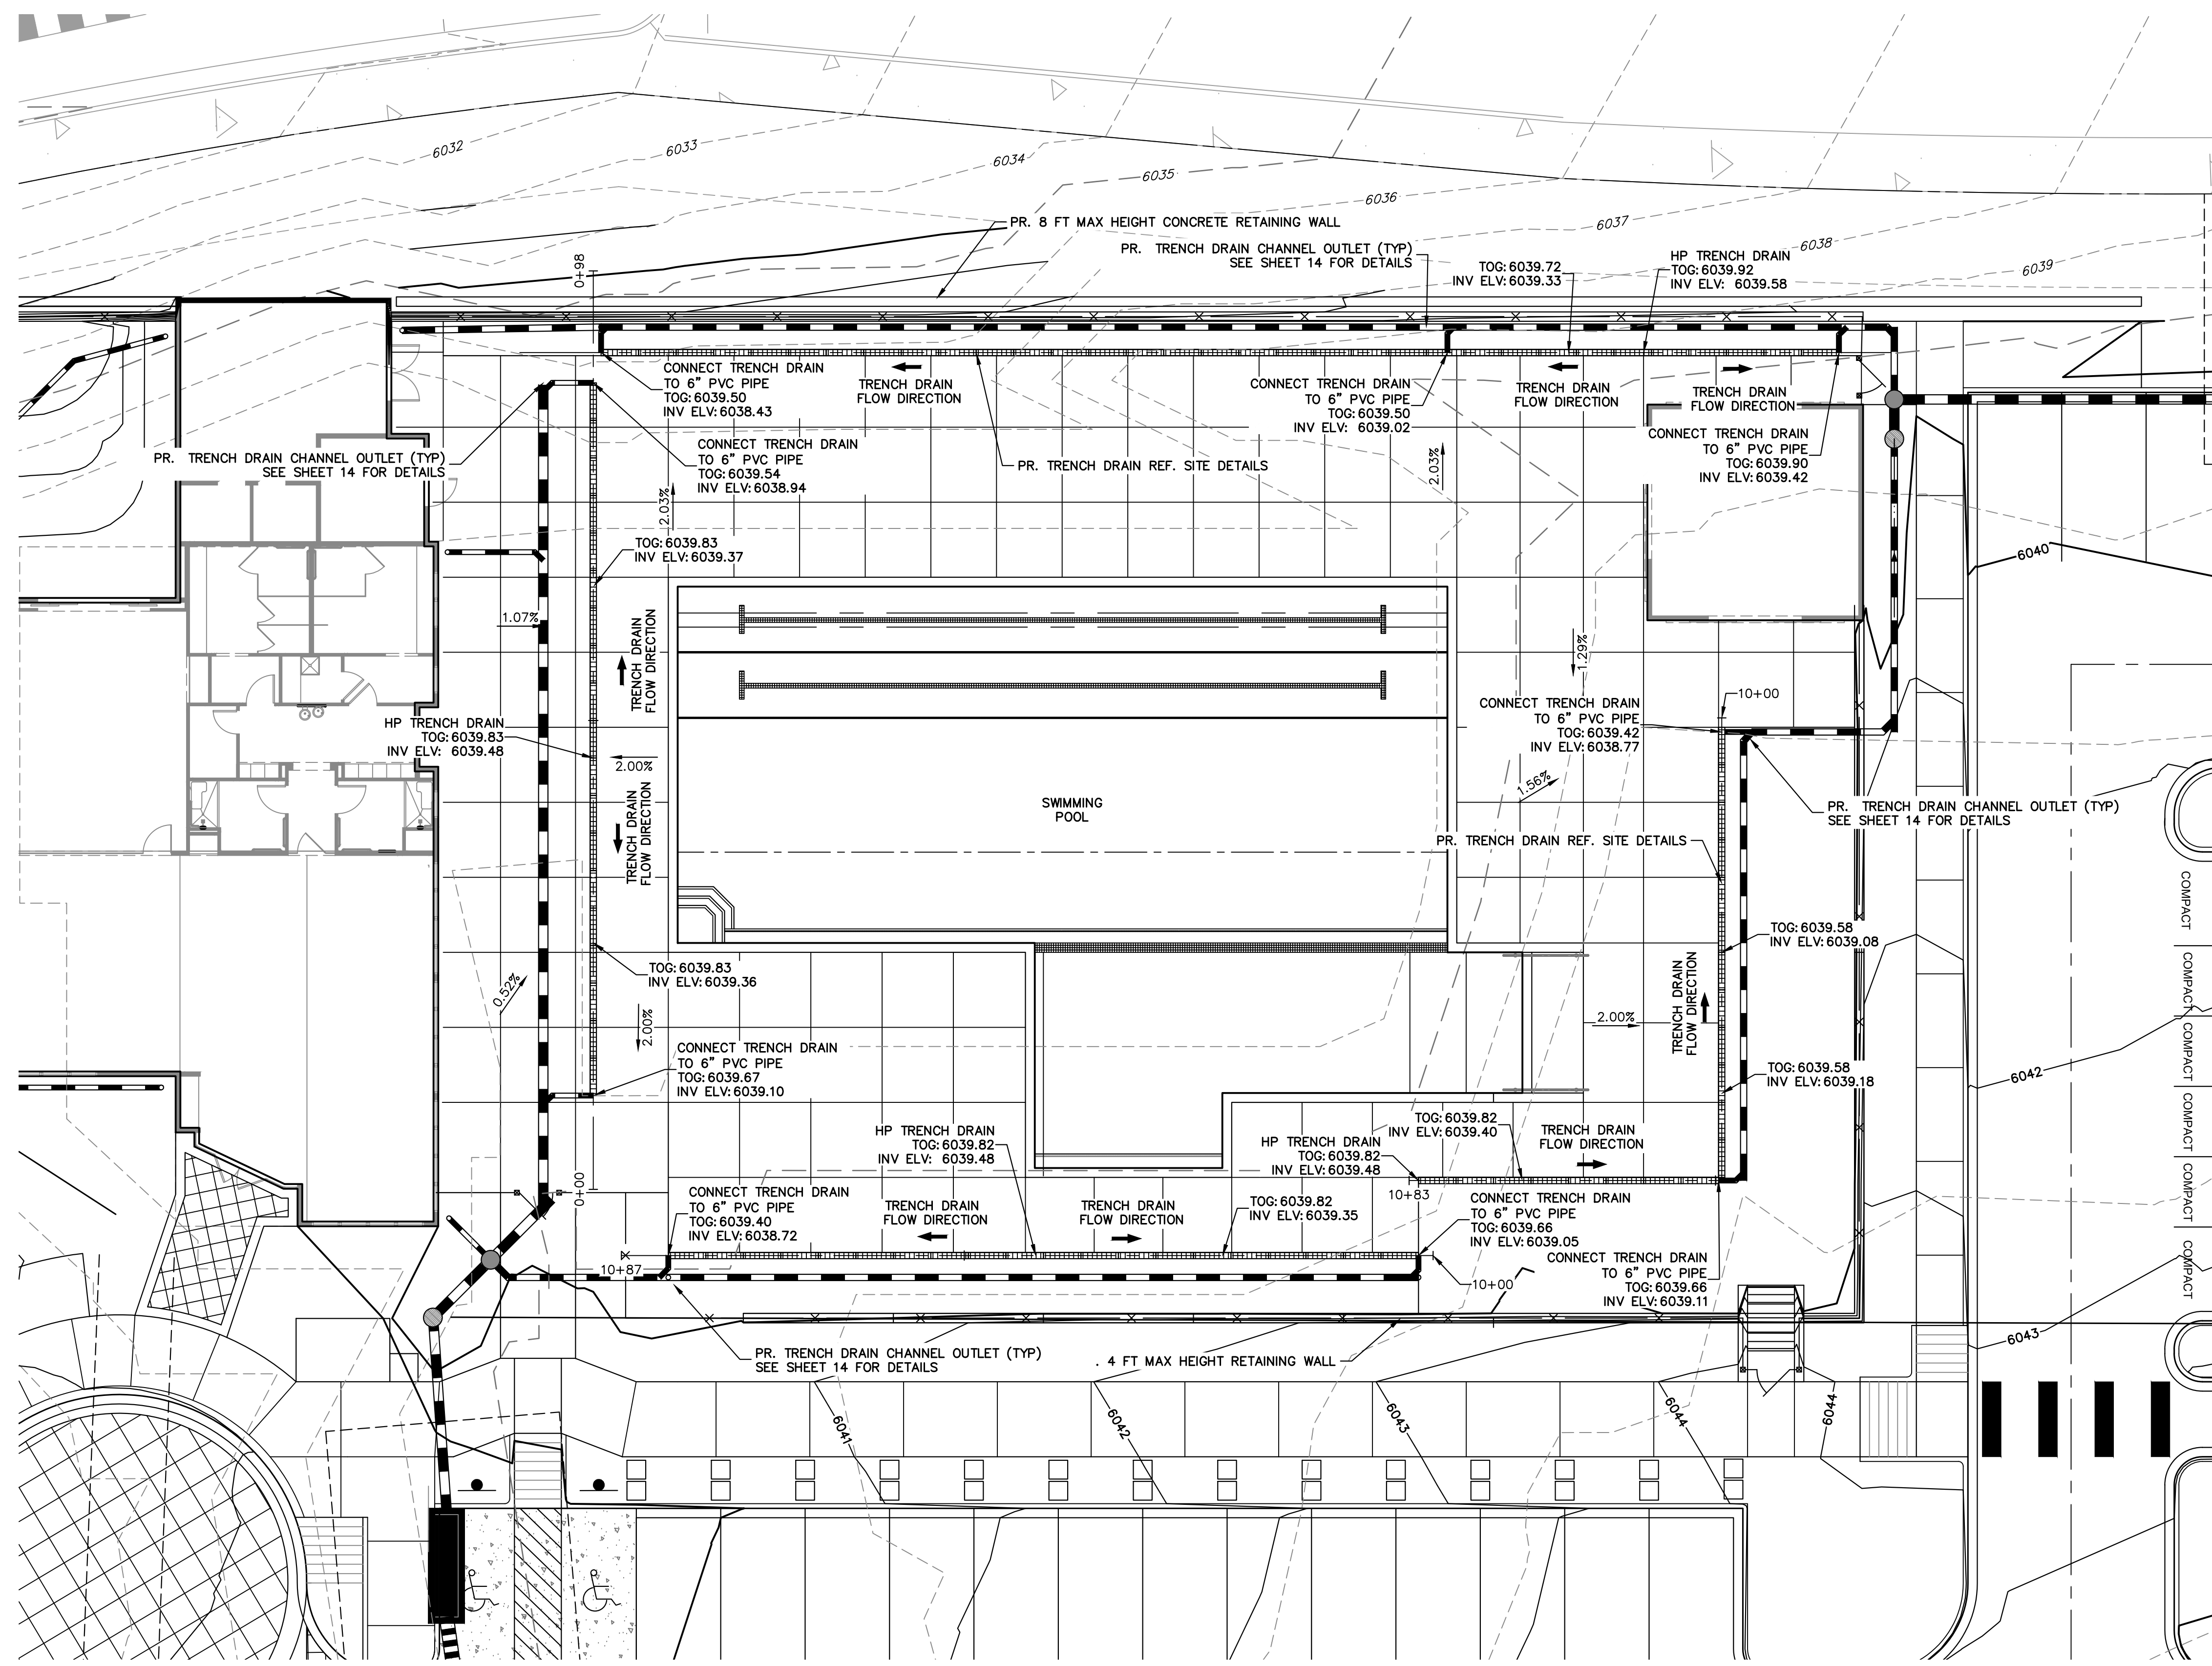 6032
6033
6034
6035
6036
6037
6038
6039
PR. 8 FT MAX HEIGHT CONCRETE RETAINING WALL
PR. TRENCH DRAIN CHANNEL OUTLET (TYP)
SEE SHEET 14 FOR DETAILS
TOG: 6039.72
INV ELV: 6039.33
HP TRENCH DRAIN
TOG: 6039.92
INV ELV: 6039.58
0+98
CONNECT TRENCH DRAIN
TO 6" PVC PIPE
TOG: 6039.50
INV ELV: 6038.43
TRENCH DRAIN
FLOW DIRECTION
CONNECT TRENCH DRAIN
TO 6" PVC PIPE
TOG: 6039.50
INV ELV: 6039.02
TRENCH DRAIN
FLOW DIRECTION
TRENCH DRAIN
FLOW DIRECTION
CONNECT TRENCH DRAIN
TO 6" PVC PIPE
TOG: 6039.90
INV ELV: 6039.42
PR. TRENCH DRAIN CHANNEL OUTLET (TYP)
SEE SHEET 14 FOR DETAILS
CONNECT TRENCH DRAIN
TO 6" PVC PIPE
TOG: 6039.54
INV ELV: 6038.94
PR. TRENCH DRAIN REF. SITE DETAILS
2.03%
2.03%
TOG: 6039.83
INV ELV: 6039.37
6040
1.07%
TRENCH DRAIN
FLOW DIRECTION
1.29%
10+00
CONNECT TRENCH DRAIN
TO 6" PVC PIPE
TOG: 6039.42
INV ELV: 6038.77
HP TRENCH DRAIN
TOG: 6039.83
INV ELV: 6039.48
2.00%
TRENCH DRAIN
FLOW DIRECTION
1.56%
SWIMMING
POOL
PR. TRENCH DRAIN CHANNEL OUTLET (TYP)
SEE SHEET 14 FOR DETAILS
PR. TRENCH DRAIN REF. SITE DETAILS
COMPACT
COMPACT
COMPACT
COMPACT
COMPACT
COMPACT
TOG: 6039.58
INV ELV: 6039.08
TOG: 6039.83
INV ELV: 6039.36
0.52%
2.00%
TRENCH DRAIN
FLOW DIRECTION
2.00%
CONNECT TRENCH DRAIN
TO 6" PVC PIPE
TOG: 6039.67
INV ELV: 6039.10
TOG: 6039.58
INV ELV: 6039.18
6042
HP TRENCH DRAIN
TOG: 6039.82
INV ELV: 6039.48
TOG: 6039.82
INV ELV: 6039.40
HP TRENCH DRAIN
TOG: 6039.82
INV ELV: 6039.48
TRENCH DRAIN
FLOW DIRECTION
0+00
CONNECT TRENCH DRAIN
TO 6" PVC PIPE
TOG: 6039.40
INV ELV: 6038.72
TRENCH DRAIN
FLOW DIRECTION
TRENCH DRAIN
FLOW DIRECTION
TOG: 6039.82
INV ELV: 6039.35
10+83
CONNECT TRENCH DRAIN
TO 6" PVC PIPE
TOG: 6039.66
INV ELV: 6039.05
10+87
10+00
CONNECT TRENCH DRAIN
TO 6" PVC PIPE
TOG: 6039.66
INV ELV: 6039.11
6043
PR. TRENCH DRAIN CHANNEL OUTLET (TYP)
SEE SHEET 14 FOR DETAILS
. 4 FT MAX HEIGHT RETAINING WALL
6041
6042
6043
6044
6044